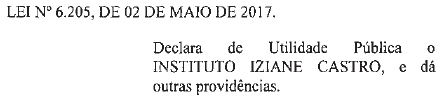 LEI Nº 6.205, DE 02 DE MAIO DE 2017.
Declara de Utilidade Pública o
INSTITUTO IZIANE CASTRO, e dá
outras providências.